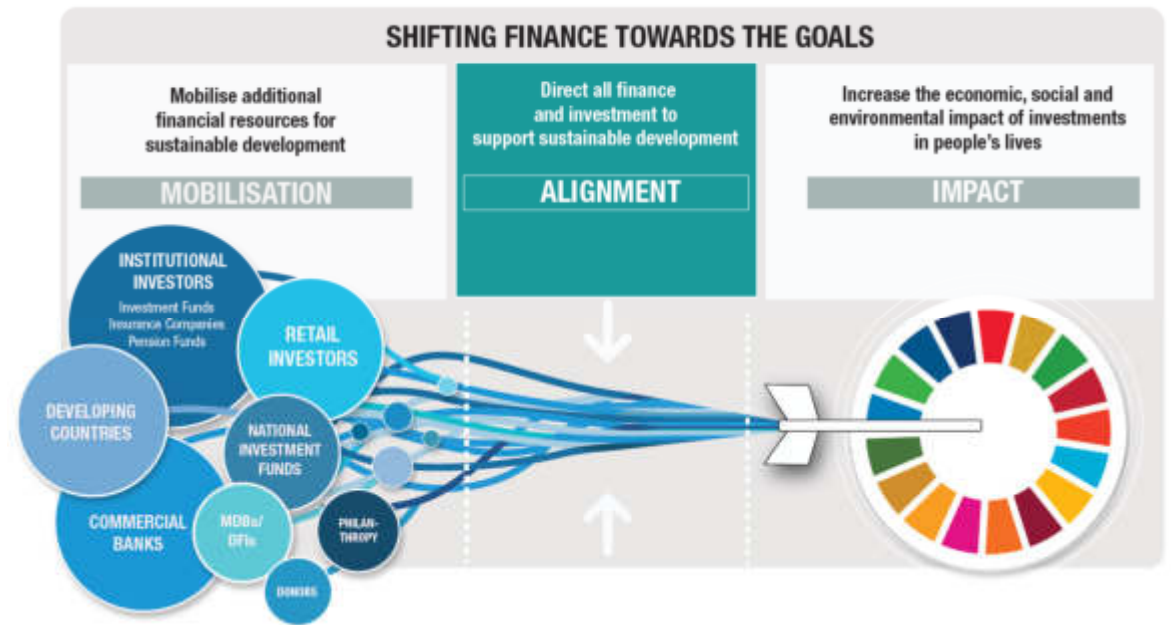 SHIFTING FINANCE TOWARDS THE GOALS
Mobilise additional
financial resources for
sustainable development
MOBILISATION
Direct all finance
and investment to
support sustainable development
ALIGNMENT
Increase the economic, social and
environmental impact of investments
in people's lives
IMPACT
INSTITUTIONAL
INVESTORS
Investment Funds
Insurance Companies
Pension Funds
RETAIL
INVESTORS
DEVELOPING
COUNTRIES
NATIONAL
INVESTMENT
FUNDS
COMMERCIAL
BANKS
MDBs/
DFIs
PHILAN-
THROPY
DONORS